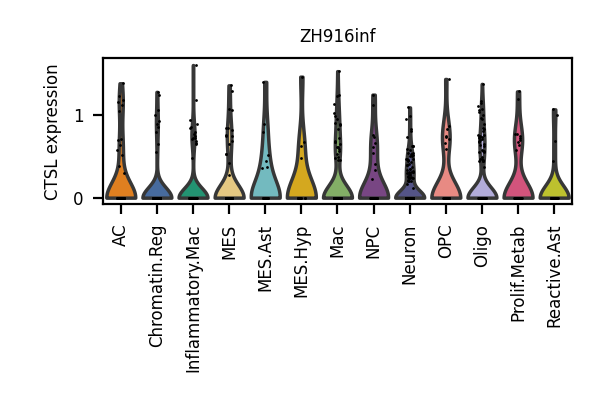 ZH916inf
CTSL expression
1
0
AC
Chromatin.Reg
Inflammatory.Mac
MES
MES.Ast
MES.Hyp
Mac
NPC
Neuron
OPC
Oligo
Prolif.Metab
Reactive.Ast